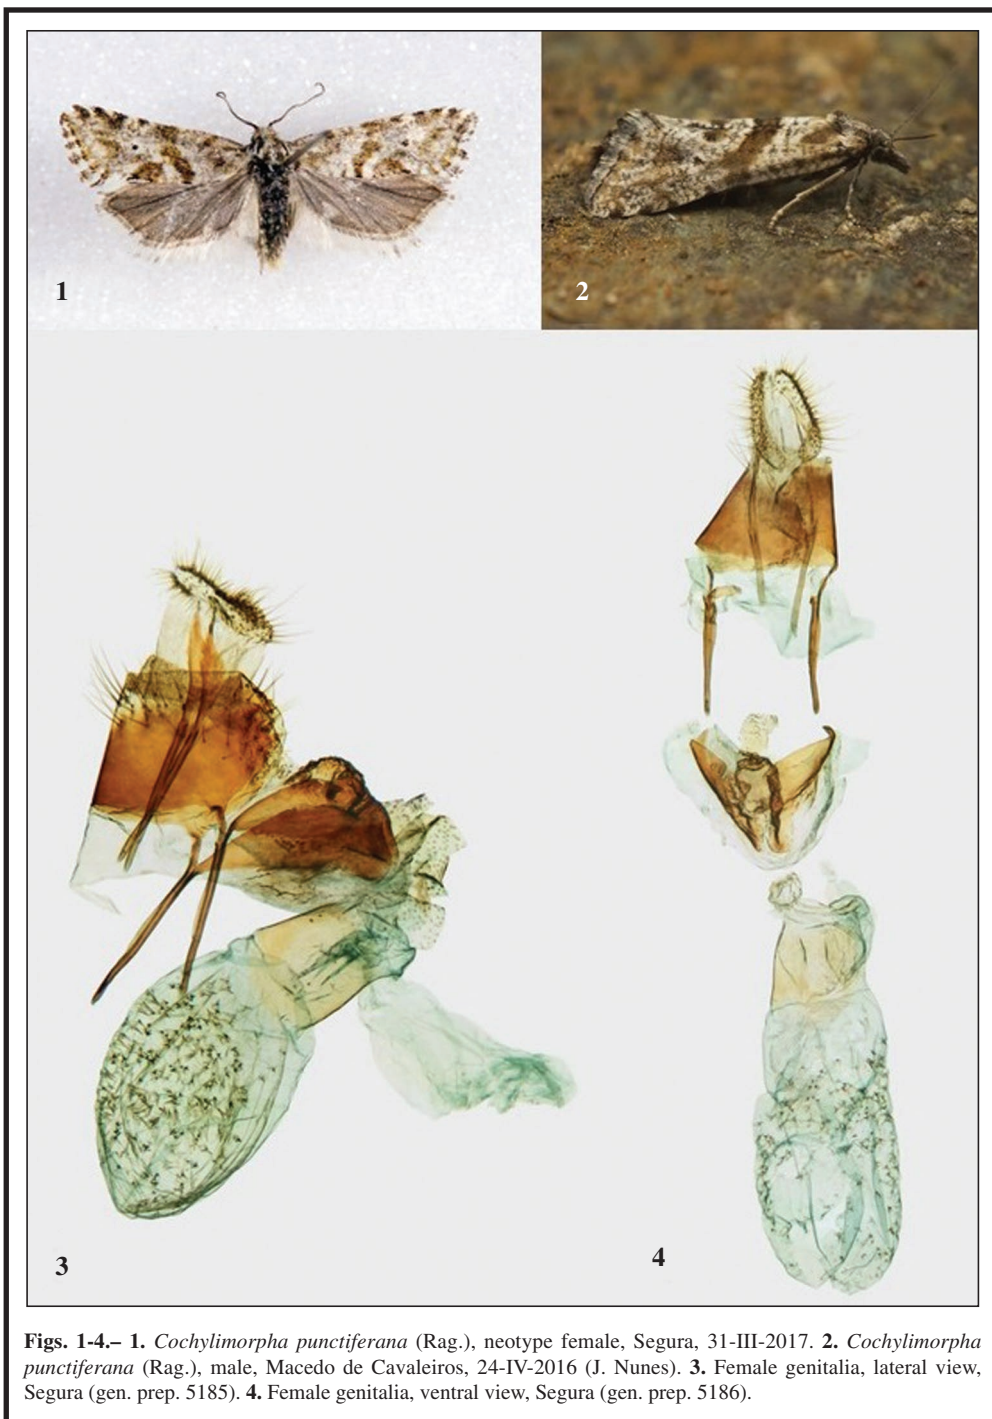 1
2
3
4
Figs. 1-4.– 1. Cochylimorpha punctiferana (Rag.), neotype female, Segura, 31-III-2017. 2. Cochylimorpha
punctiferana (Rag.), male, Macedo de Cavaleiros, 24-IV-2016 (J. Nunes). 3. Female genitalia, lateral view,
Segura (gen. prep. 5185). 4. Female genitalia, ventral view, Segura (gen. prep. 5186).